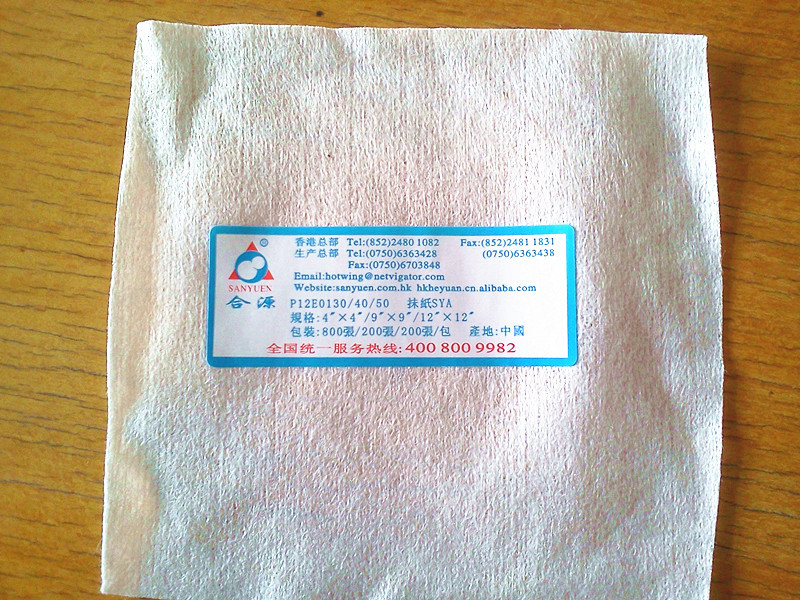 香港总部 Tel:(852)2480 1082 Fax:(852)2481 1831
生产总部 Tel:(0750)6363428 (0750)6363438
Fax:(0750)6703848
Email:hotwing@netvigator.com
Website:sanyuen.com.hk hkheyuan.cn.alibaba.com
®
SANYUEN
合源
P12E0130/40/50 抹紙SYA
規格:4″×4″/9″×9″/12″×12″
包裝:800張/200張/200張/包 產地:中國
全国统一服务热线:400 800 9982